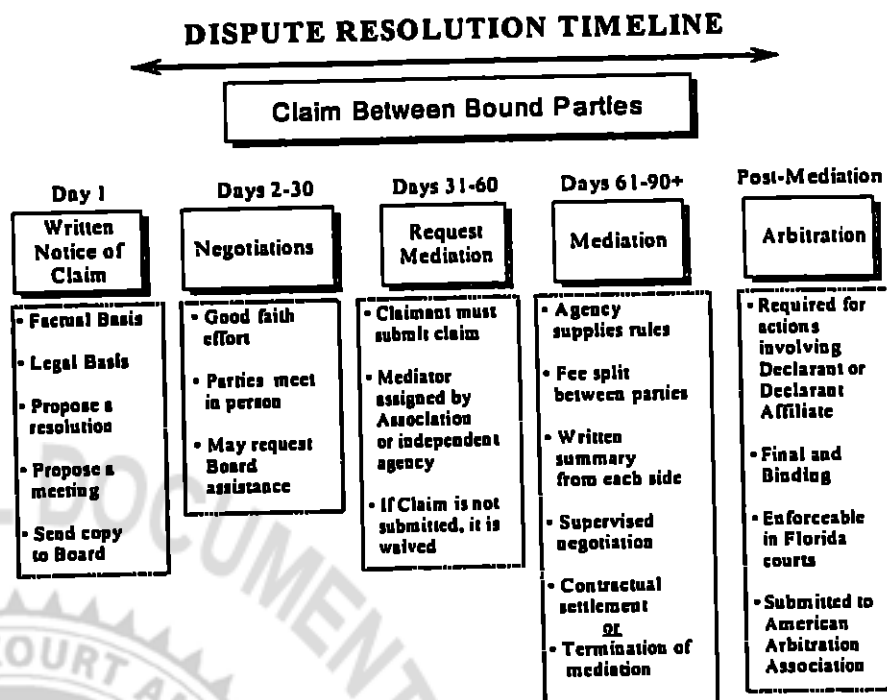 DISPUTE RESOLUTION TIMELINE
Claim Between Bound Parties
Day 1
Written
Notice of
Claim
• Factual Basis
• Legal Basis
• Propose a
resolution
• Propose a
meeting
• Send copy
to Board
Days 2-30
Negotiations
• Good faith
effort
• Parties meet
in person
• May request
Board
assistance
Days 31-60
Request
Mediation
• Claimant must
submit claim
• Mediator
assigned by
Association
or independent
agency
• If Claim is not
submitted, it is
waived
Days 61-90+
Mediation
• Agency
supplies rules
• Fee split
between parties
• Written
summary
from each side
• Supervised
negotiation
• Contractual
settlement
or
• Termination of
mediation
Post-Mediation
Arbitration
• Required for
actions
involving
Declarant or
Declarant
Affiliate
• Final and
Binding
• Enforceable
in Florida
courts
• Submitted to
American
Arbitration
Association
L DOCUMENT
COURT A